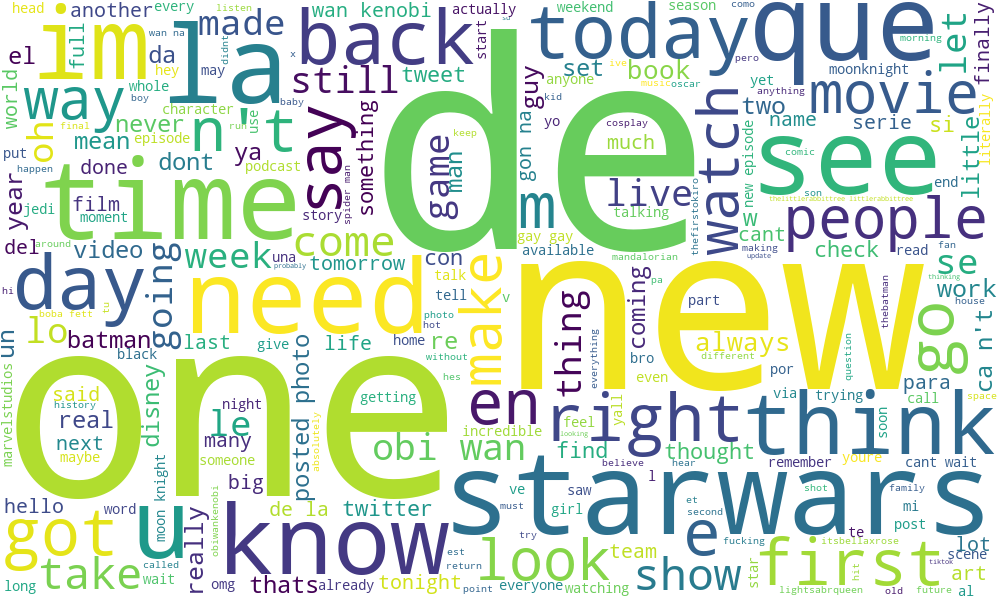 de
new
one
starwars
la
que
time
need
know
think
see
im
back
today
day
right
first
movie
people
way
n't
say
still
got
u
look
show
take
go
en
e
make
watch
come
obi wan
m
live
game
thing
week
going
made
another
every
wan kenobi
actually
weekend
season
como
listen
start
head
wan na
didnt
hey
da
el
full
may
x
su
ive
pero
morning
finally
let
tweet
set
book
anyone
yet
moonknight
anything
world
whole
boy
baby
character
guy
kid
music
oscar
two
name
serie
si
literally
oh
final
never
episode
use
run
something
yo
cosplay
much
keep
mean
dont
ya
gon na
man
new episode
comic
little
put
happen
done
podcast
spider man
talking
thefirstokiro
son
end
thelittlerabbittree littlerabbittree
year
jedi
film
moment
story
gay gay
w
cant
making
update
check
read
fan
del
around
video
una
probably
tomorrow
con
available
mandalorian
se
thinking
work
hi
boba fett
tu
talk
tell
v
pa
coming
part
thebatman
house
lo
batman
last
give
life
home
hot
photo
re
without
hes
everything
bro
even
always
different
por
question
ca n't
un
black
marvelstudios
said
history
real
next
maybe
disney
le
many
night
someone
getting
posted photo
absolutely
incredible
feel
looking
yall
find
via
trying
para
call
soon
space
thought
believe
hear
remember
youre
cant wait
big
moon knight
hello
word
de la
twitter
ve
saw
girl
l
must
et
second
shot
family
mi
post
te
lot
really
obiwankenobi
est
return
try
fucking
team
star
hit
itsbellaxrose
scene
tiktok
art
long
called
wait
omg
thats
already
tonight
point
everyone
watching
lightsabrqueen
old
future
al